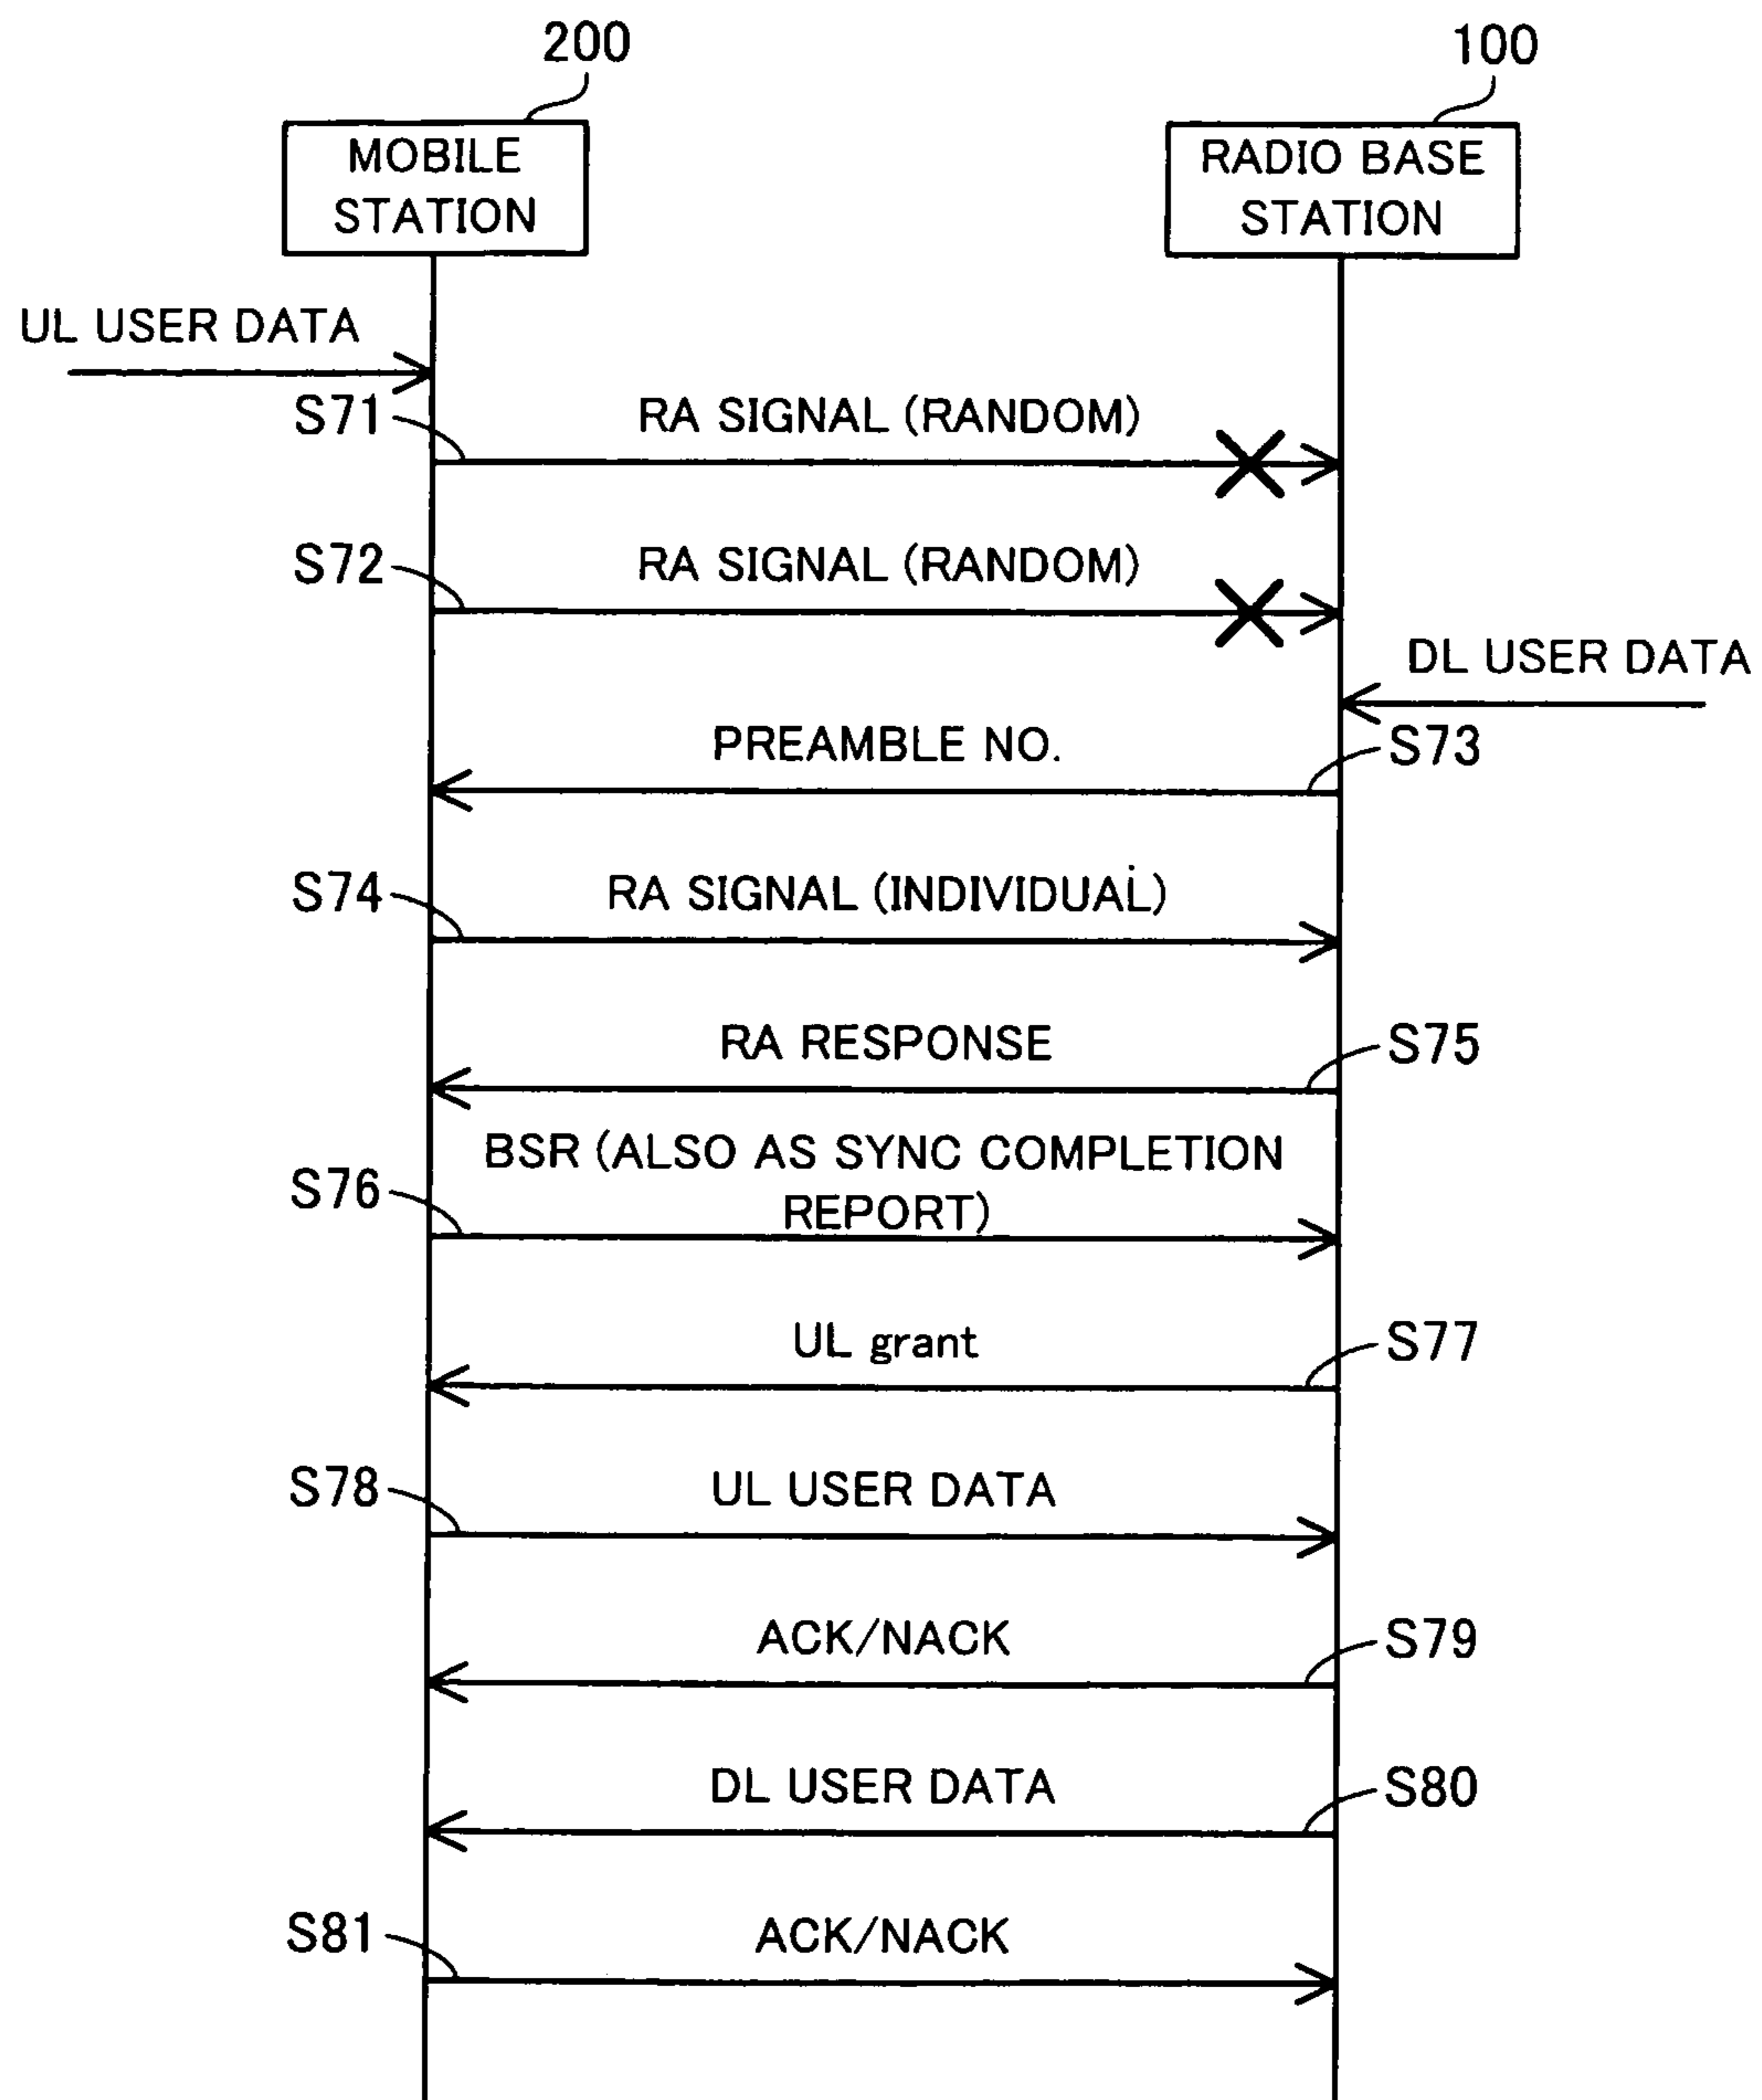 200
100
MOBILE
STATION
RADIO BASE
STATION
UL USER DATA
S71
RA SIGNAL (RANDOM)
S72
RA SIGNAL (RANDOM)
DL USER DATA
PREAMBLE NO.
S73
S74
RA SIGNAL (INDIVIDUAL)
RA RESPONSE
S75
BSR (ALSO AS SYNC COMPLETION
REPORT)
S76
UL grant
S77
S78
UL USER DATA
ACK/NACK
S79
DL USER DATA
S80
S81
ACK/NACK